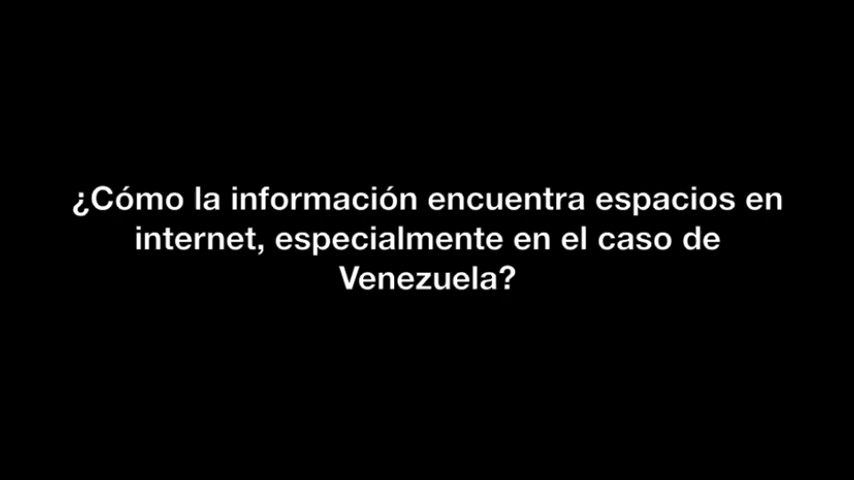 ¿Cómo la información encuentra espacios en
internet, especialmente en el caso de
Venezuela?